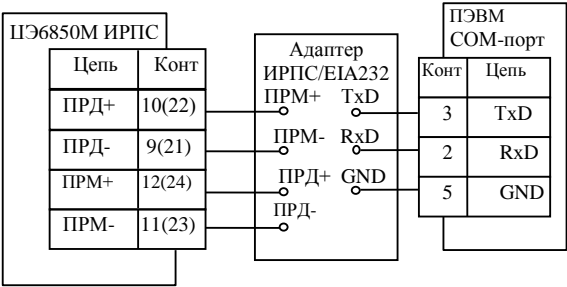 ЦЭ6850М ИРПС
Цепь Конт
ПРД+ 10(22)
ПРД- 9(21)
ПРМ+ 12(24)
ПРМ- 11(23)
Адаптер
ИРПС/EIA232
ПРМ+ TxD
ПРМ- RxD
ПРД+ GND
ПРД-
ПЭВМ
COM-порт
Конт Цепь
3 TxD
2 RxD
5 GND